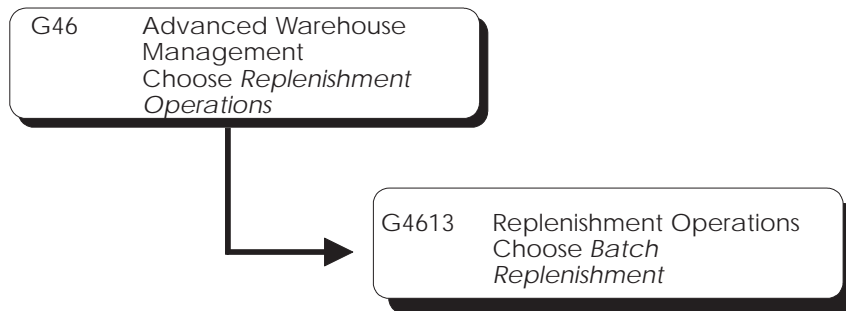 G46 Advanced Warehouse
Management
Choose Replenishment
Operations
G4613 Replenishment Operations
Choose Batch
Replenishment